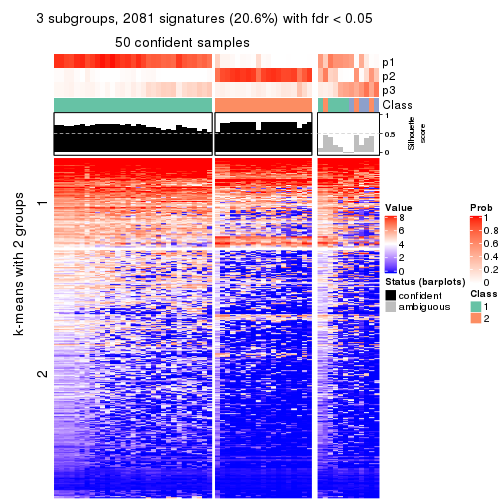 3 subgroups, 2081 signatures (20.6%) with fdr < 0.05
50 confident samples
p1
p2
p3
Class
1
0.5
0
Silhouette
score
k-means with 2 groups
1
2
Value
8
6
4
2
0
Status (barplots)
confident
ambiguous
Prob
1
0.8
0.6
0.4
0.2
0
Class
1
2